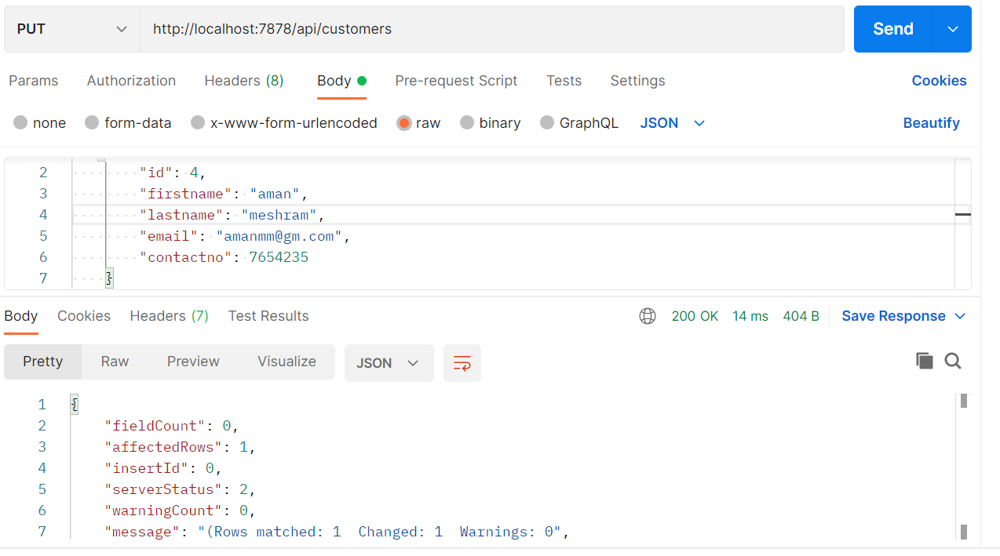 PUT http://localhost:7878/api/customers Send
Params Authorization Headers (8) Body Pre-request Script Tests Settings Cookies
none form-data x-www-form-urlencoded raw binary GraphQL JSON Beautify
2 "id": 4,
3 "firstname": "aman",
4 "lastname": "meshram",
5 "email": "amanmm@gm.com",
6 "contactno": 7654235
7 }
Body Cookies Headers (7) Test Results 200 OK 14 ms 404 B Save Response
Pretty Raw Preview Visualize JSON
1 {
2 "fieldCount": 0,
3 "affectedRows": 1,
4 "insertId": 0,
5 "serverStatus": 2,
6 "warningCount": 0,
7 "message": "(Rows matched: 1  Changed: 1  Warnings: 0",